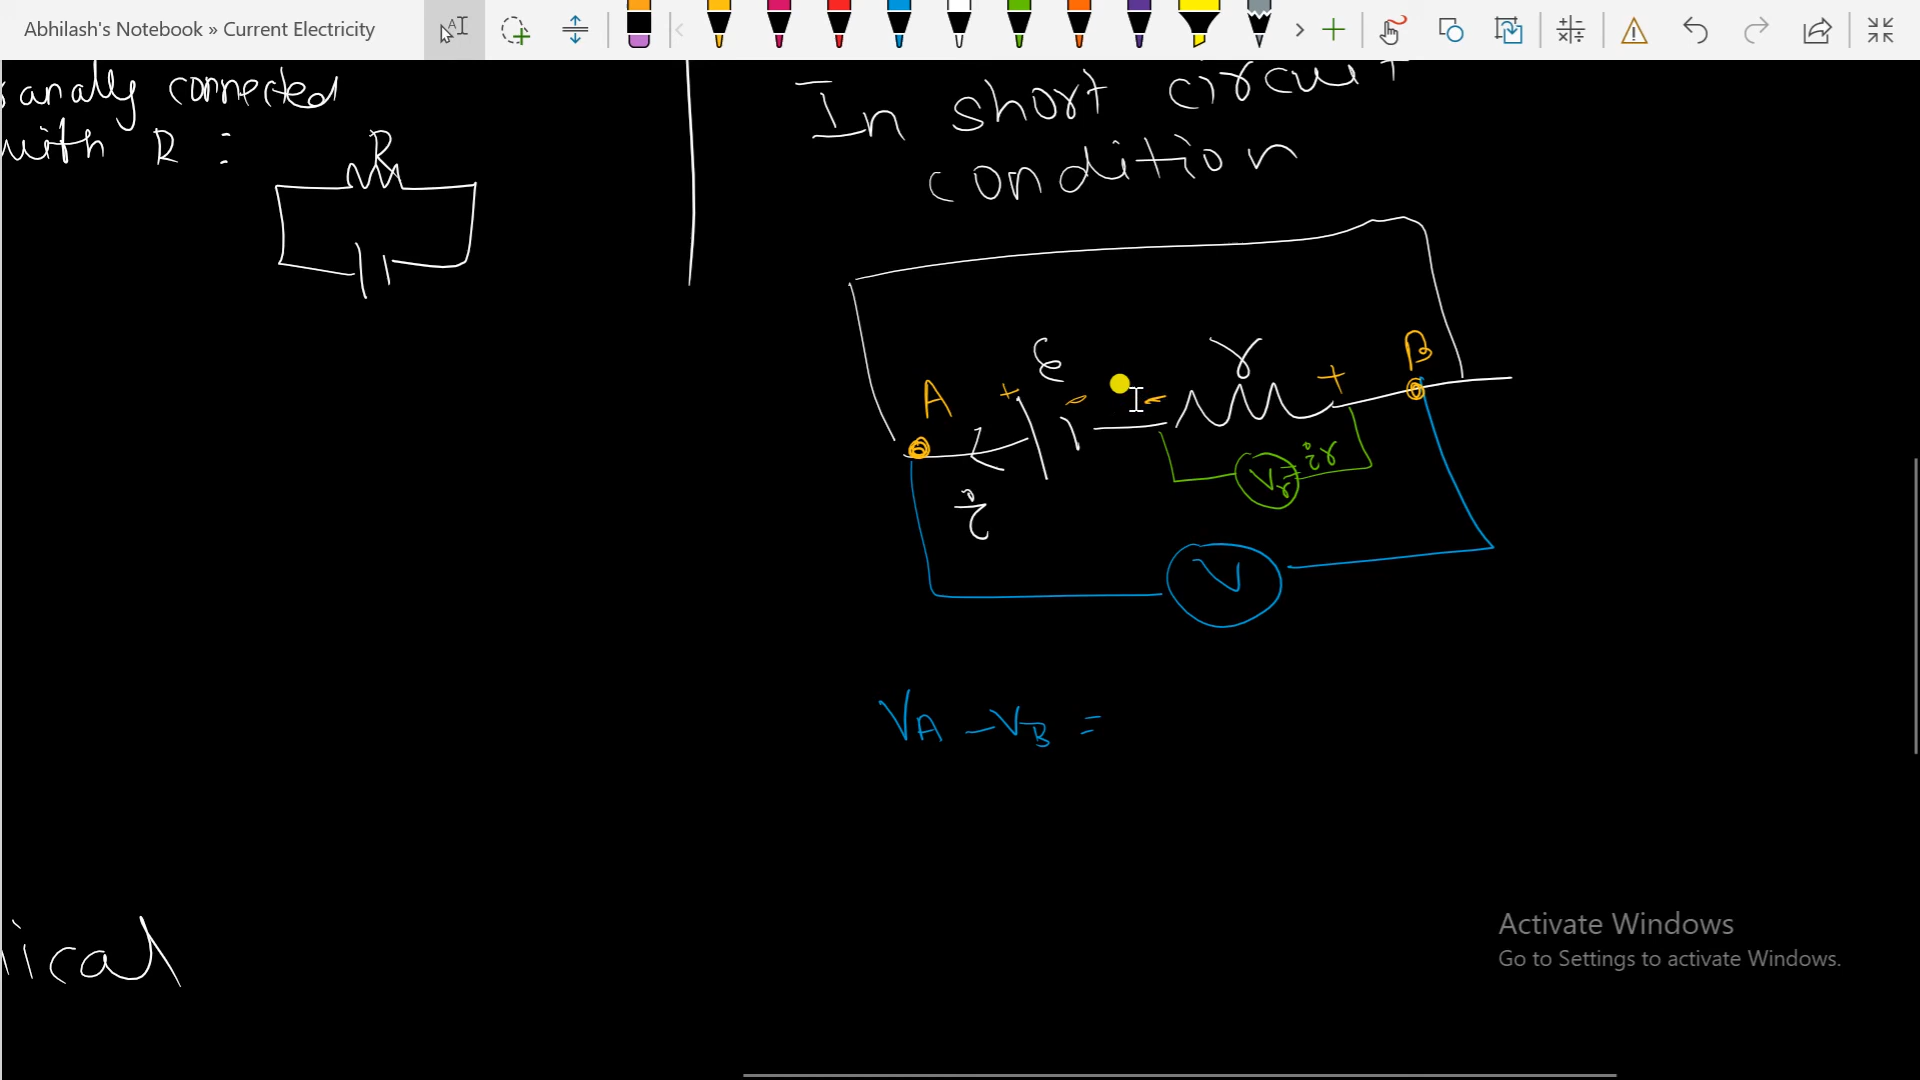 Abhilash's Notebook » Current Electricity
anally connected
with R :
R
In short circuit
condition
A
+
ε
-
-
r
+
B
i
Vr = ir
V
VA - VB =
ical
Activate Windows
Go to Settings to activate Windows.